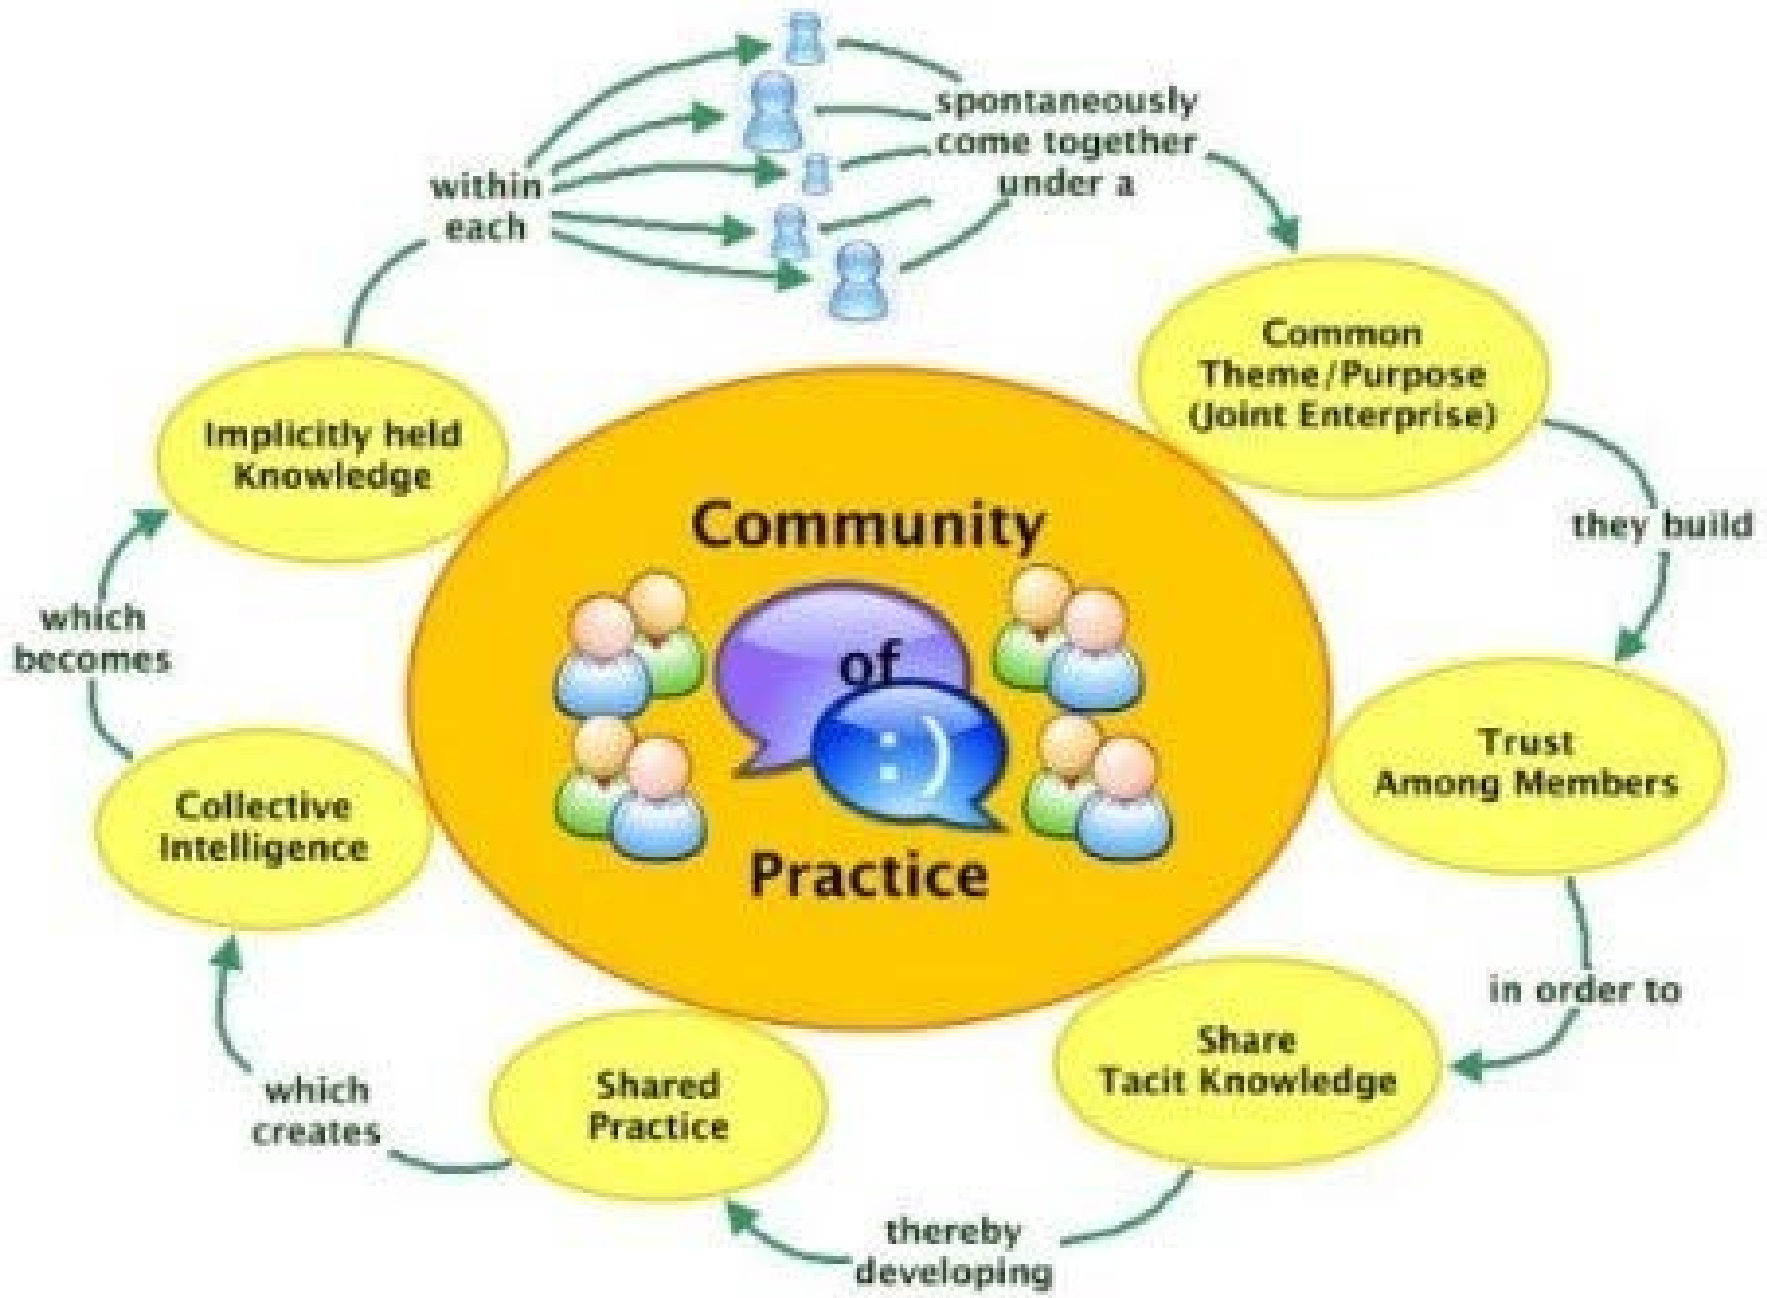 spontaneously
come together
under a
within
each
Common
Theme/Purpose
(Joint Enterprise)
they build
Trust
Among Members
in order to
Share
Tacit Knowledge
thereby
developing
Shared
Practice
which
creates
Collective
Intelligence
which
becomes
Implicitly held
Knowledge
Community
of
:)
Practice